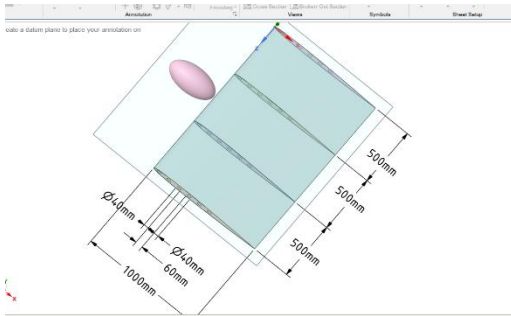 Annotation
Views
Symbols
Sheet Setup
eate a datum plane to place your annotation on
500mm
500mm
500mm
Ø40mm
Ø40mm
60mm
1000mm
x